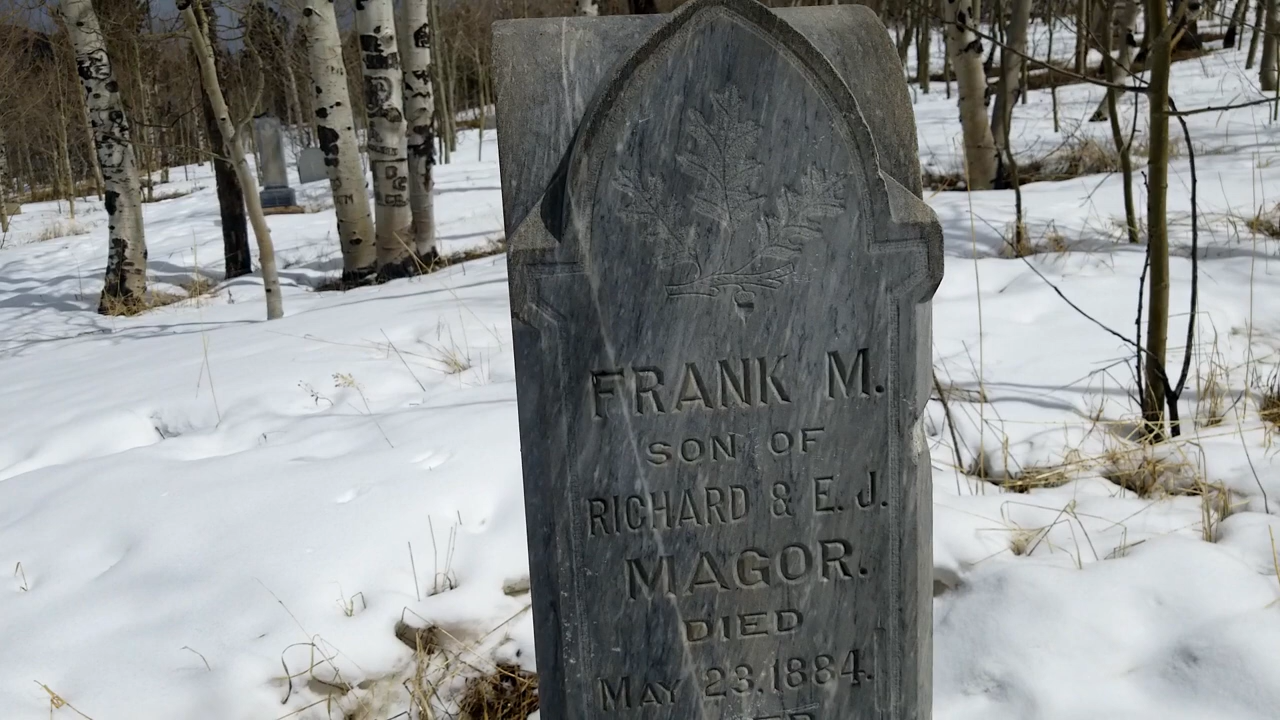 FRANK M.
SON OF
RICHARD & E. J.
MAGOR.
DIED
MAY 23, 1884.